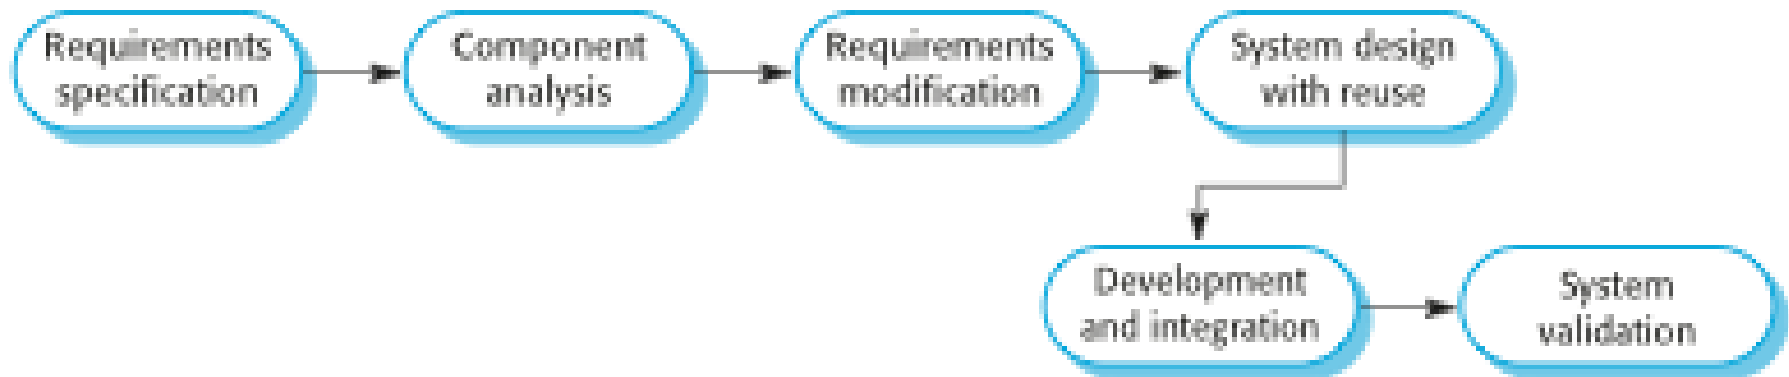 Requirements
specification
Component
analysis
Requirements
modification
System design
with reuse
Development
and integration
System
validation